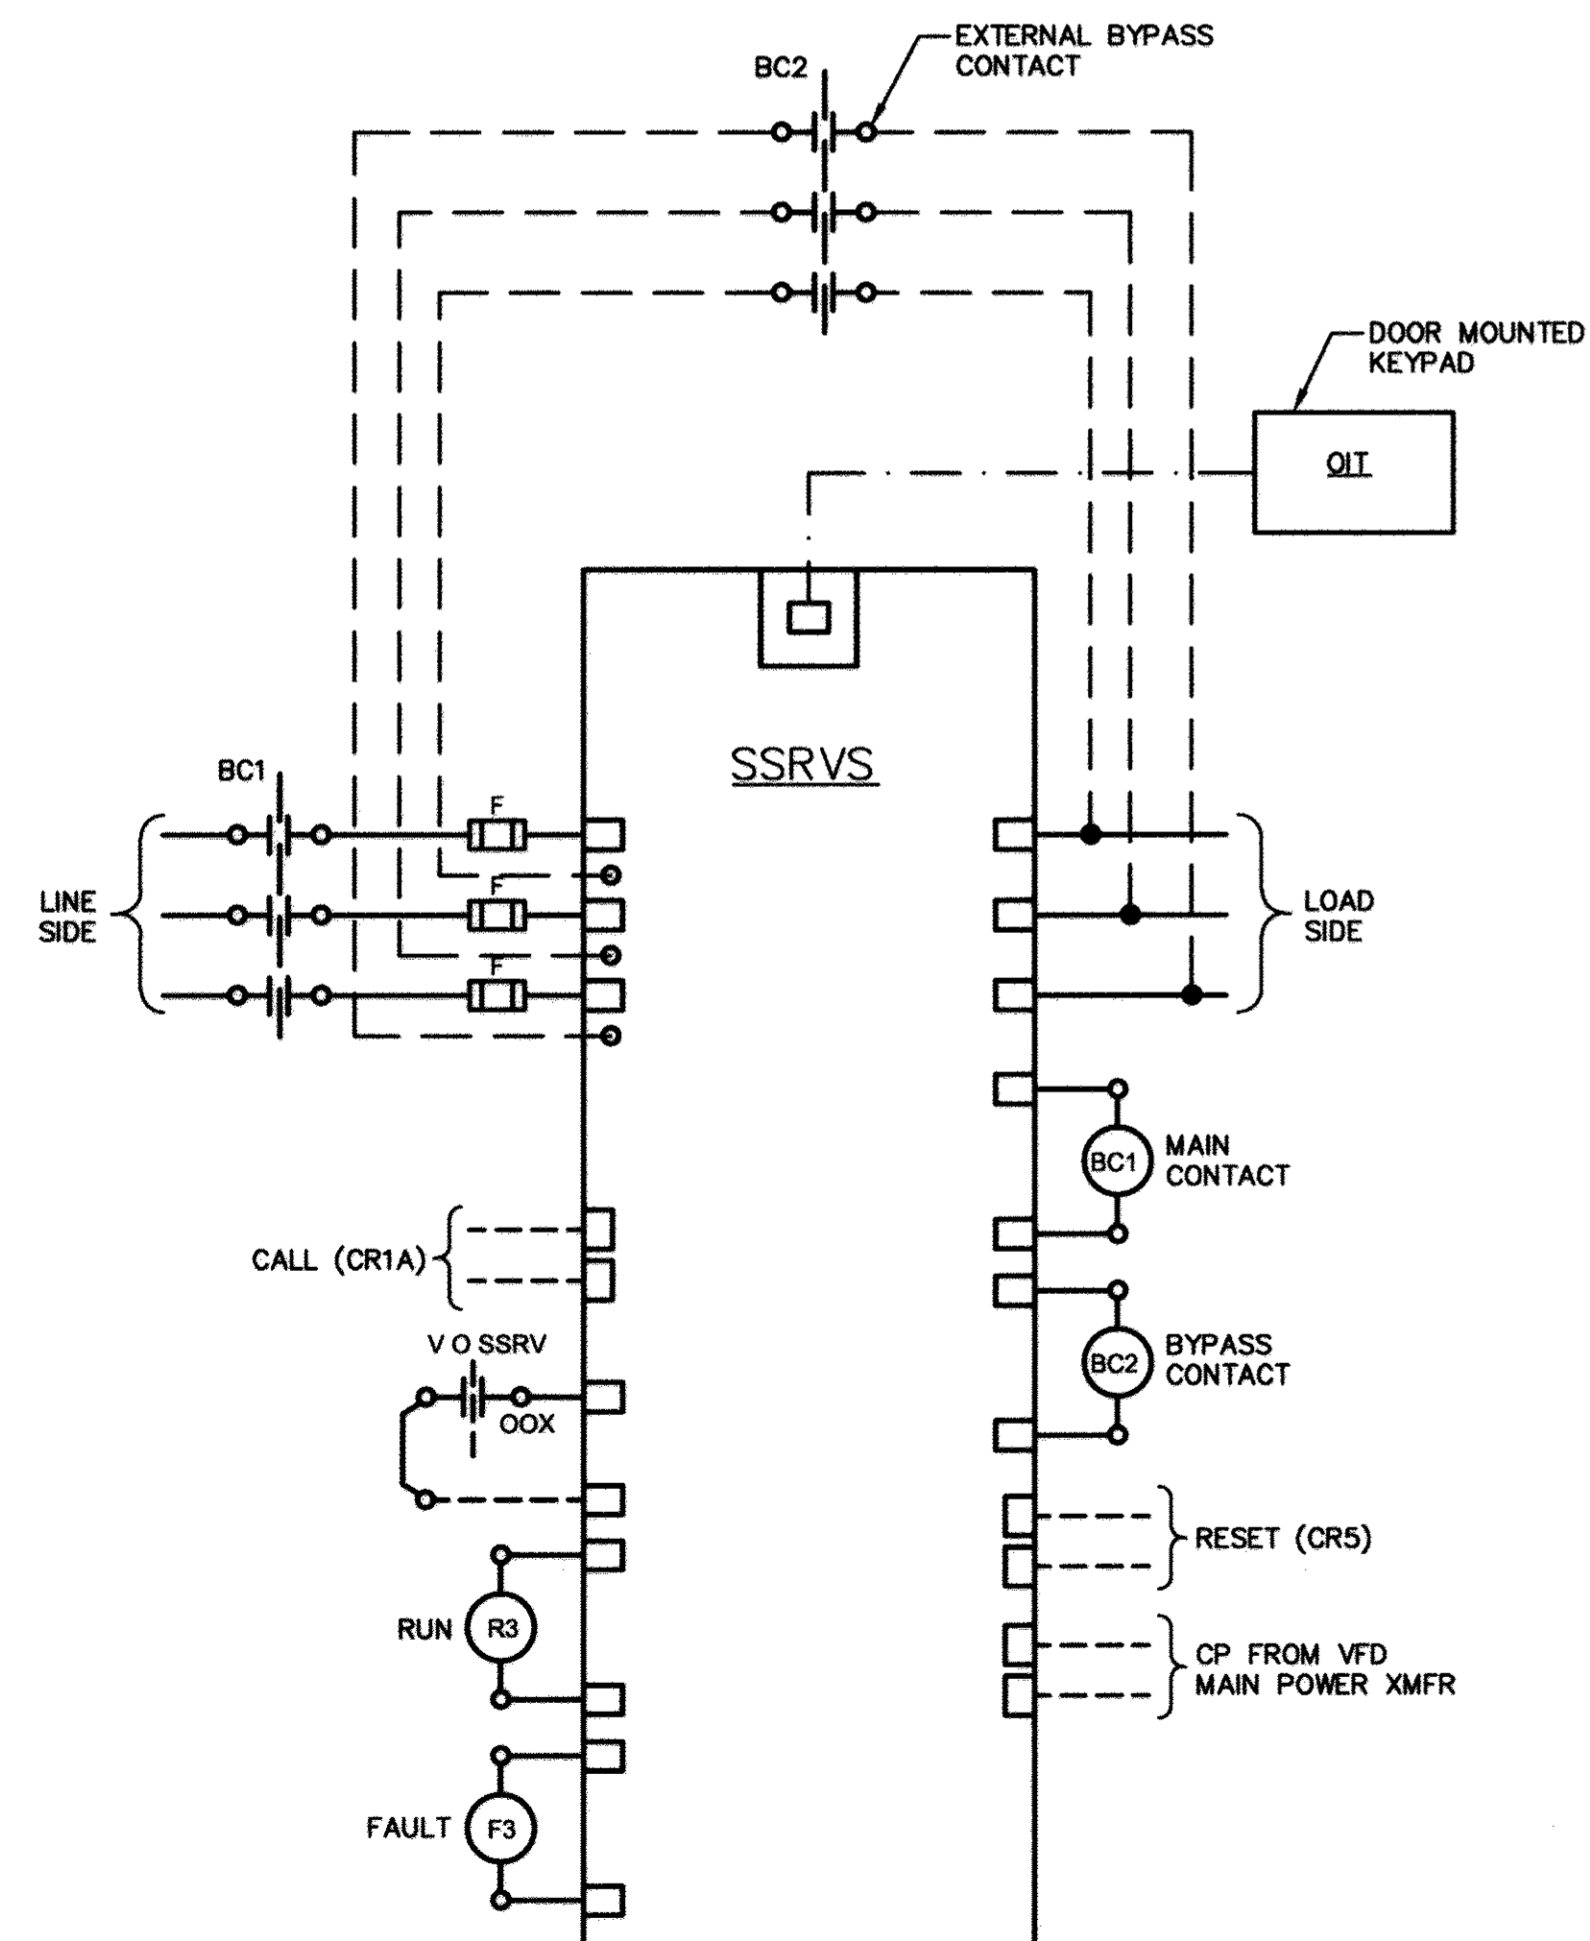 EXTERNAL BYPASS
CONTACT
BC2
DOOR MOUNTED
KEYPAD
OIT
SSRVS
BC1
F
F
F
LINE
SIDE
LOAD
SIDE
BC1
MAIN
CONTACT
CALL (CR1A)
V O SSRV
OOX
BC2
BYPASS
CONTACT
RESET (CR5)
RUN
R3
CP FROM VFD
MAIN POWER XMFR
FAULT
F3